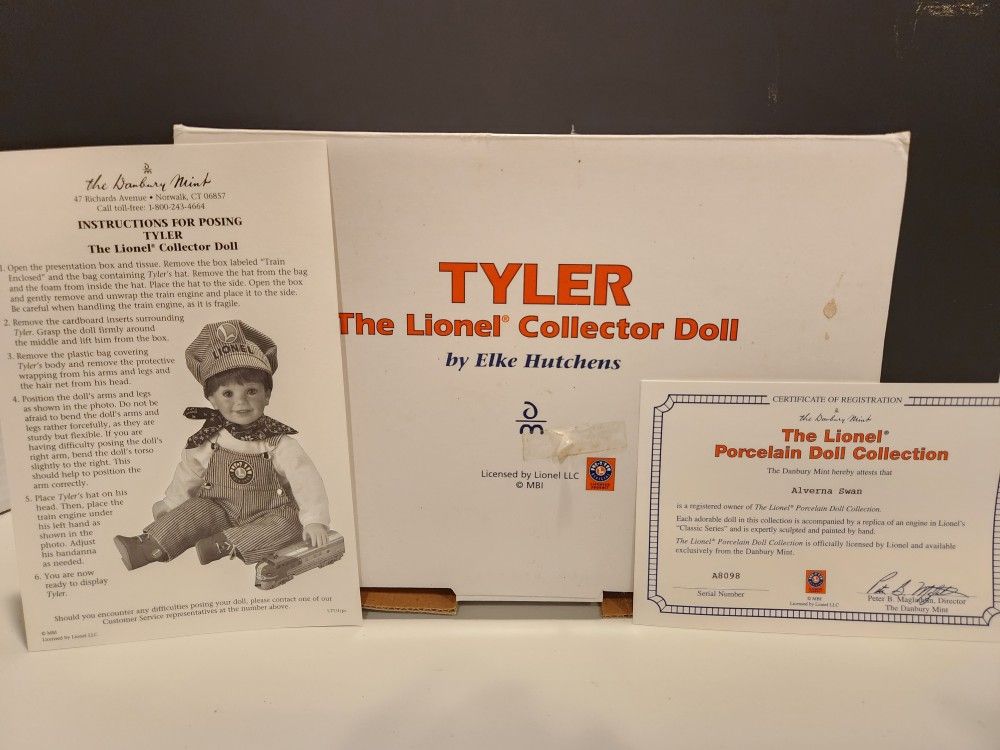 the Danbury Mint
47 Richards Avenue • Norwalk, CT 06857
Call toll-free: 1-800-243-4664
INSTRUCTIONS FOR POSING
TYLER
The Lionel® Collector Doll
1. Open the presentation box and tissue. Remove the box labeled "Train
Enclosed" and the bag containing Tyler's hat. Remove the hat from the bag
and the foam from inside the hat. Place the hat to the side. Open the box
and gently remove and unwrap the train engine and place it to the side.
Be careful when handling the train engine, as it is fragile.
2. Remove the cardboard inserts surrounding
Tyler. Grasp the doll firmly around
the middle and lift him from the box.
3. Remove the plastic bag covering
Tyler's body and remove the protective
wrapping from his arms and legs and
the hair net from his head.
4. Position the doll's arms and legs
as shown in the photo. Do not be
afraid to bend the doll's arms and
legs rather forcefully, as they are
sturdy but flexible. If you are
having difficulty posing the doll's
right arm, bend the doll's torso
slightly to the right. This
should help to position the
arm correctly.
5. Place Tyler's hat on his
head. Then, place the
train engine under
his left hand as
shown in the
photo. Adjust
his bandanna
as needed.
6. You are now
ready to display
Tyler.
Should you encounter any difficulties posing your doll, please contact one of our
Customer Service representatives at the number above.
© MBI
Licensed by Lionel LLC
LIONEL
TYLER
The Lionel® Collector Doll
by Elke Hutchens
Licensed by Lionel LLC
© MBI
CERTIFICATE OF REGISTRATION
the Danbury Mint
The Lionel®
Porcelain Doll Collection
The Danbury Mint hereby attests that
Alverna Swan
is a registered owner of The Lionel® Porcelain Doll Collection.
Each adorable doll in this collection is accompanied by a replica of an engine in Lionel's
"Classic Series" and is expertly sculpted and painted by hand.
The Lionel® Porcelain Doll Collection is officially licensed by Lionel and available
exclusively from the Danbury Mint.
A8098
Serial Number
© MBI
Licensed by Lionel LLC
Peter B. Maglathlin, Director
The Danbury Mint